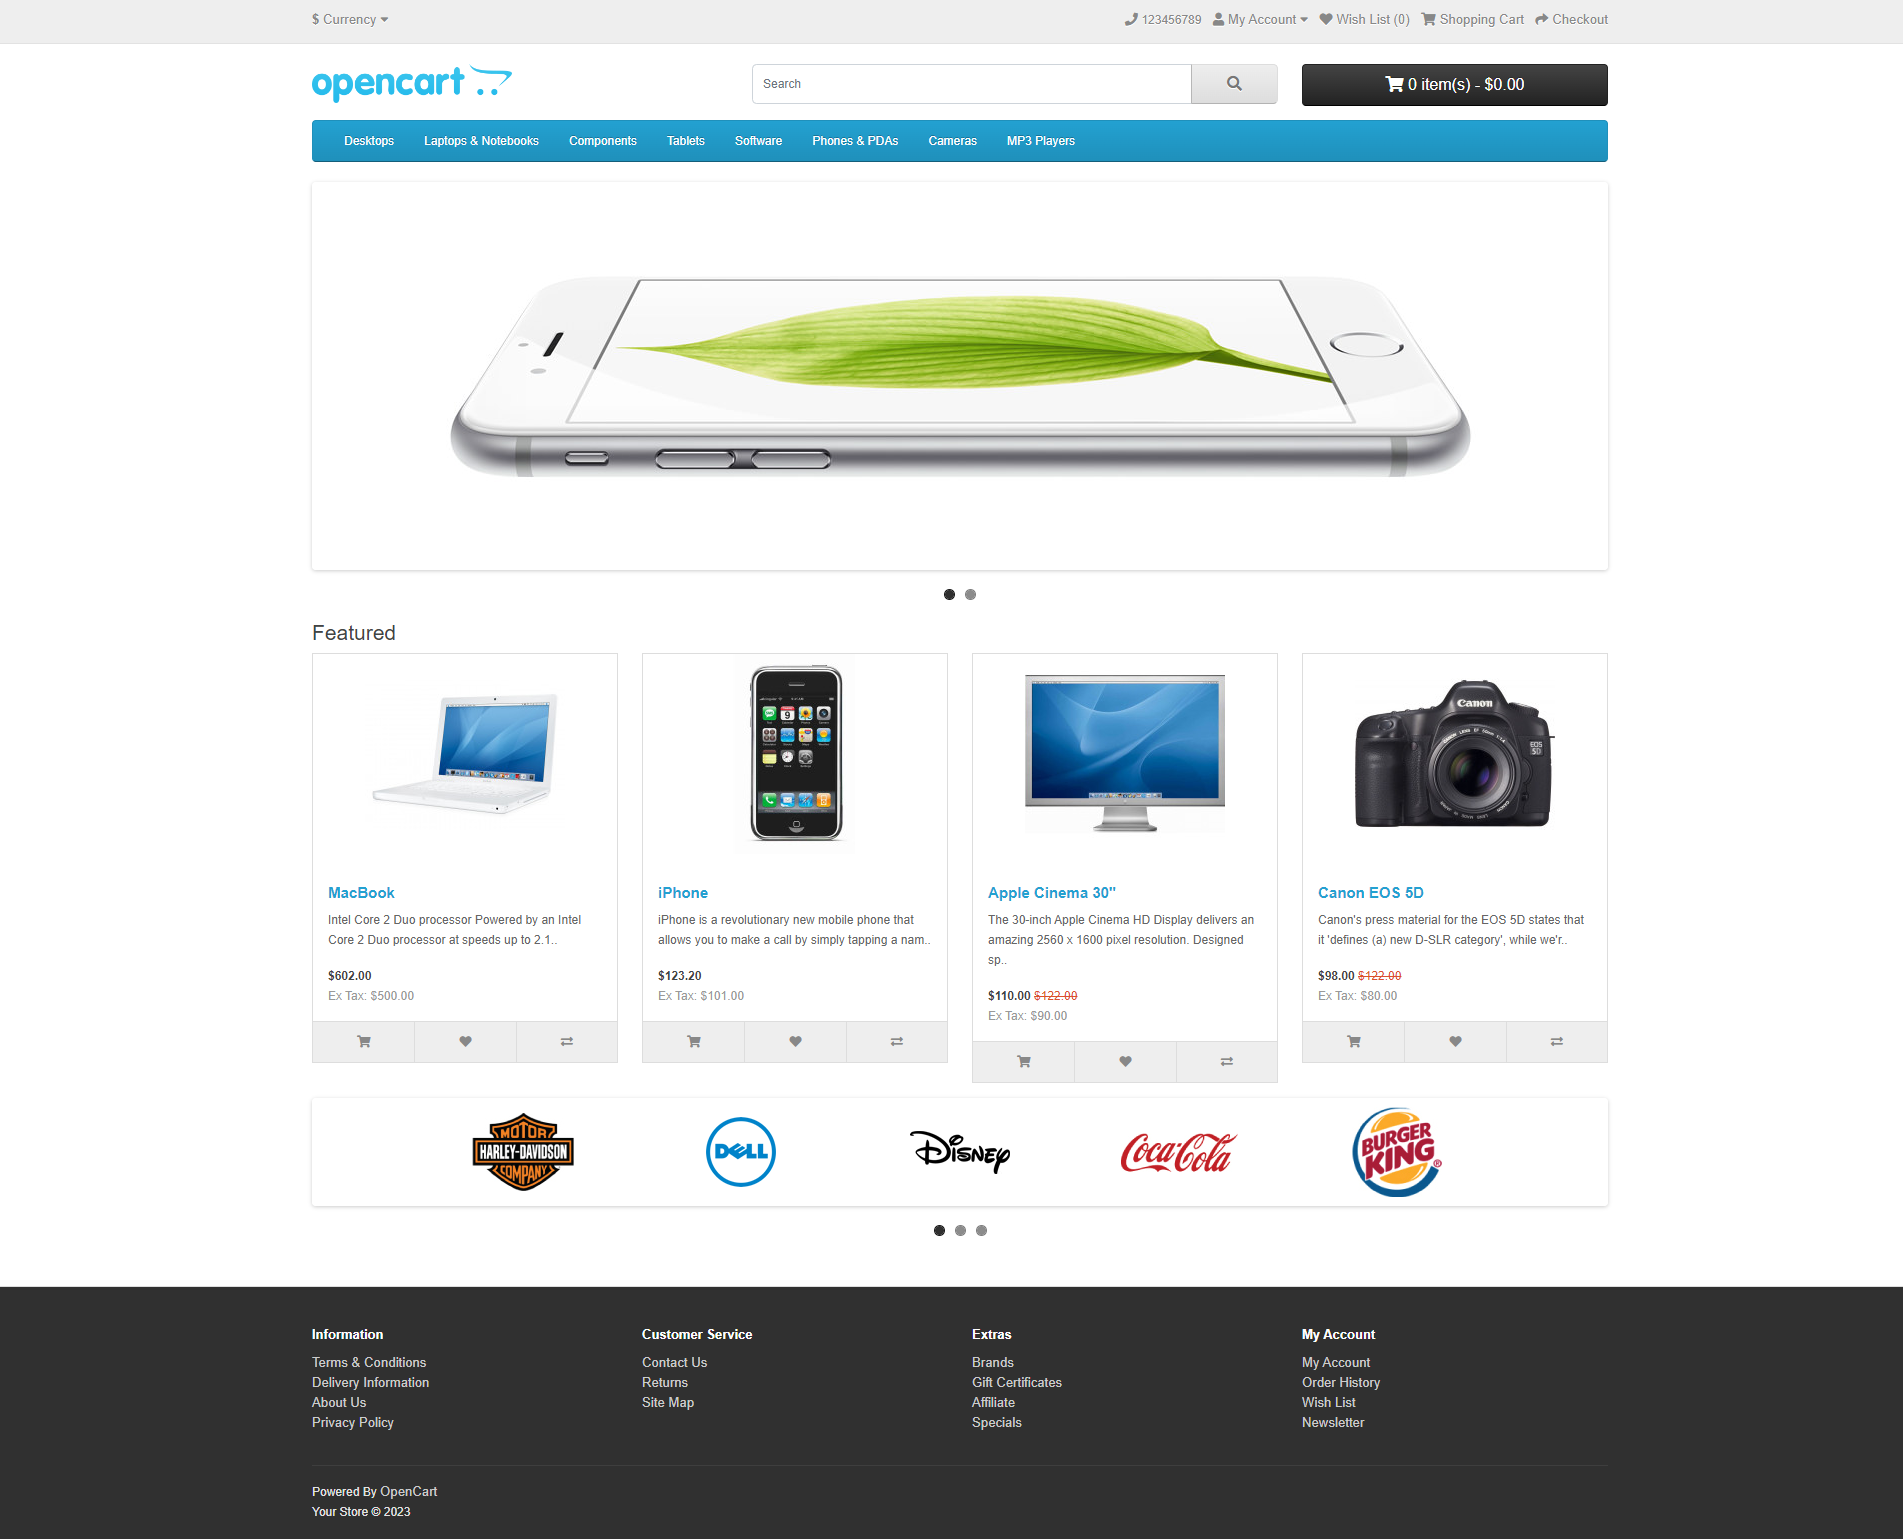 $ Currency
123456789 My Account Wish List (0) Shopping Cart Checkout
opencart
Search
0 item(s) - $0.00
Desktops Laptops & Notebooks Components Tablets Software Phones & PDAs Cameras MP3 Players
Featured
Canon
EOS
5D
MacBook
Intel Core 2 Duo processor Powered by an Intel
Core 2 Duo processor at speeds up to 2.1..
$602.00
Ex Tax: $500.00
iPhone
iPhone is a revolutionary new mobile phone that
allows you to make a call by simply tapping a nam..
$123.20
Ex Tax: $101.00
Apple Cinema 30"
The 30-inch Apple Cinema HD Display delivers an
amazing 2560 x 1600 pixel resolution. Designed
sp..
$110.00 $122.00
Ex Tax: $90.00
Canon EOS 5D
Canon's press material for the EOS 5D states that
it 'defines (a) new D-SLR category', while we'r..
$98.00 $122.00
Ex Tax: $80.00
MOTOR
HARLEY-DAVIDSON
COMPANY
DELL
Disney
Coca-Cola
BURGER
KING®
Information
Terms & Conditions
Delivery Information
About Us
Privacy Policy
Customer Service
Contact Us
Returns
Site Map
Extras
Brands
Gift Certificates
Affiliate
Specials
My Account
My Account
Order History
Wish List
Newsletter
Powered By OpenCart
Your Store © 2023